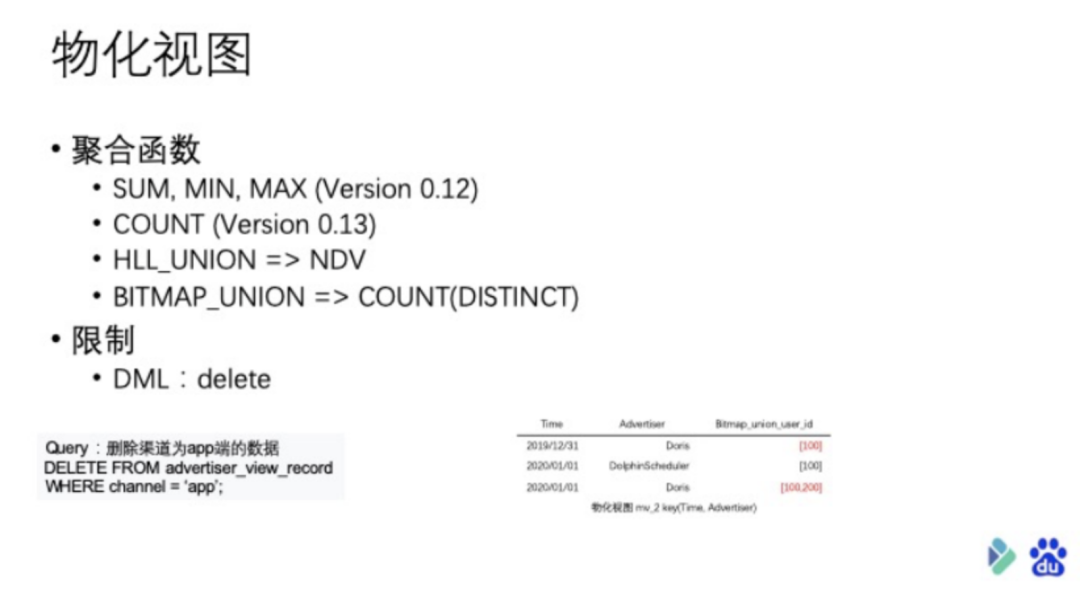 物化视图
• 聚合函数
• SUM, MIN, MAX (Version 0.12)
• COUNT (Version 0.13)
• HLL_UNION => NDV
• BITMAP_UNION => COUNT(DISTINCT)
• 限制
• DML：delete
Query：删除渠道为app端的数据
DELETE FROM advertiser_view_record
WHERE channel = ‘app’;
Time Advertiser Bitmap_union_user_id
2019/12/31 Doris [100]
2020/01/01 DolphinScheduler [100]
2020/01/01 Doris [100,200]
物化视图 mv_2 key(Time, Advertiser)
du